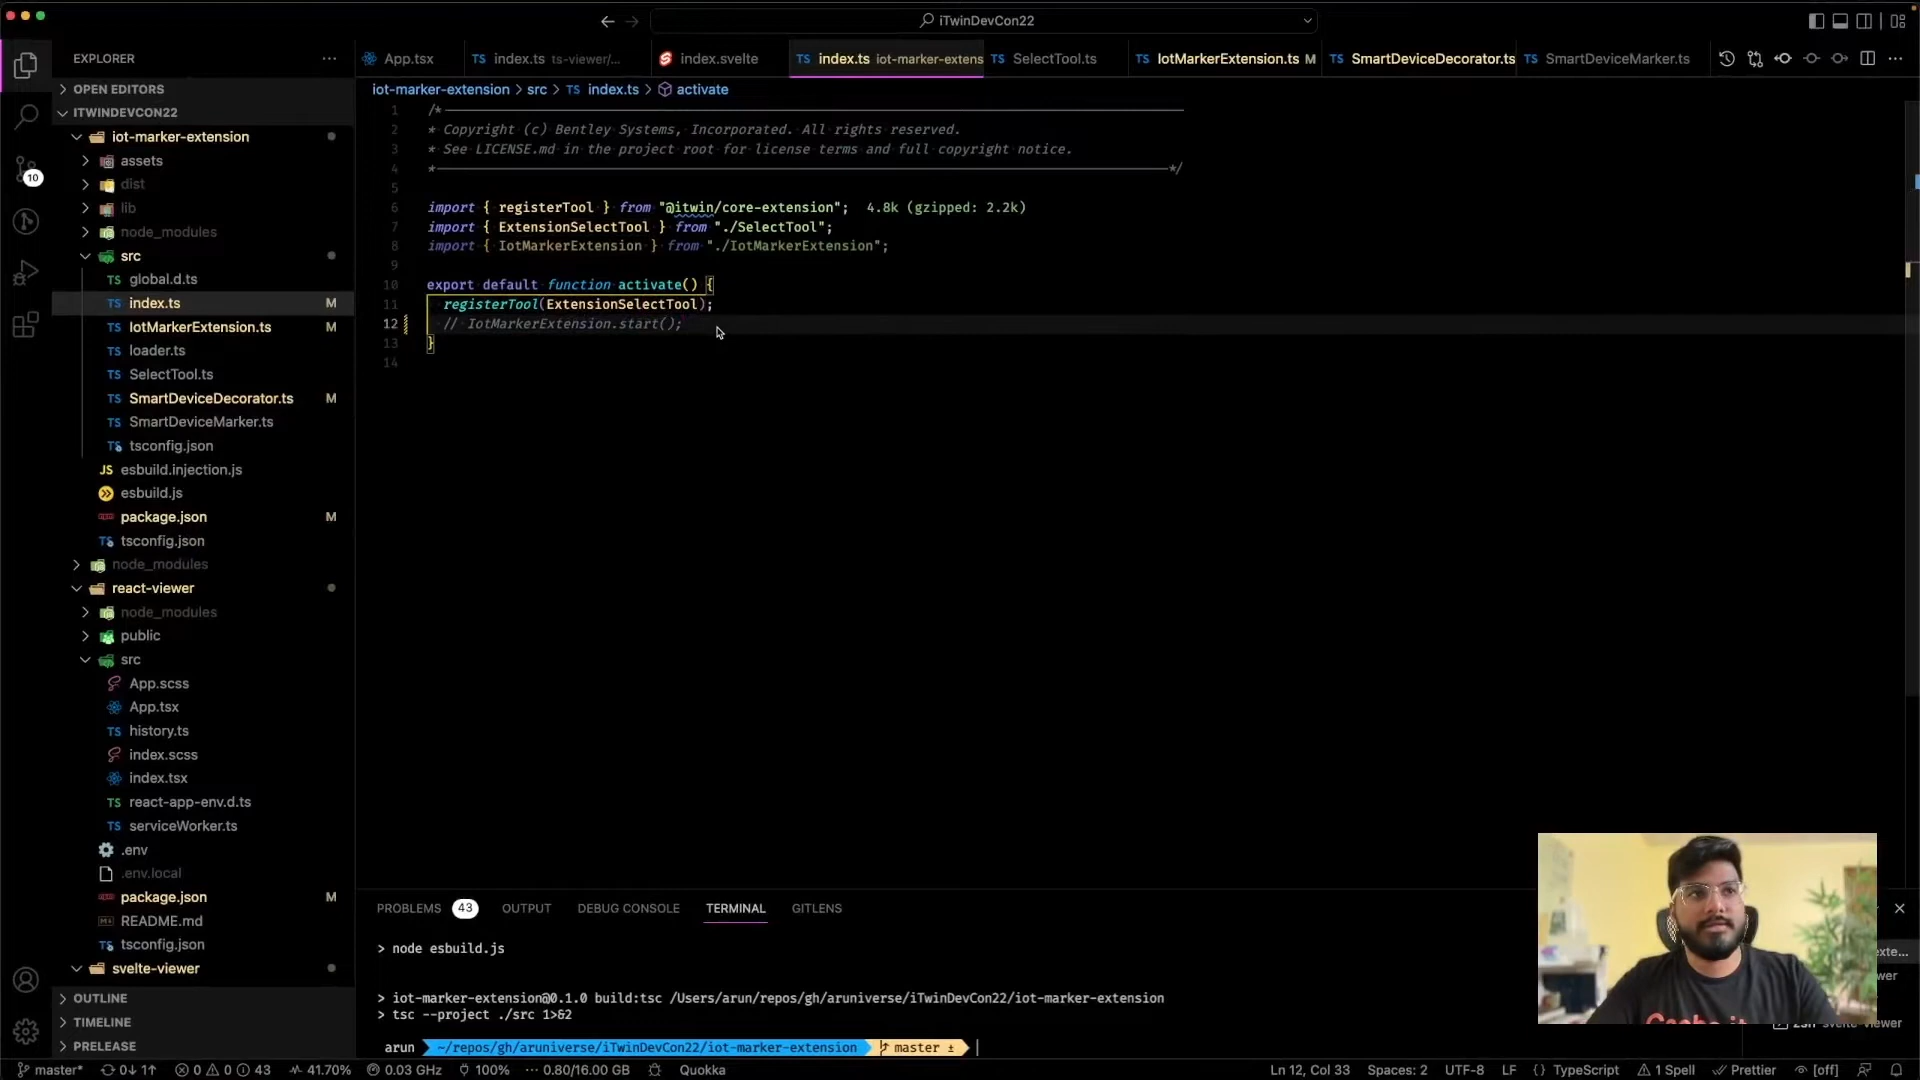 iTwinDevCon22
EXPLORER
OPEN EDITORS
ITWINDEVCON22
iot-marker-extension
assets
dist
lib
node_modules
src
global.d.ts
index.ts M
IotMarkerExtension.ts M
loader.ts
SelectTool.ts
SmartDeviceDecorator.ts M
SmartDeviceMarker.ts
tsconfig.json
esbuild.injection.js
esbuild.js
package.json M
tsconfig.json
node_modules
react-viewer
node_modules
public
src
App.scss
App.tsx
history.ts
index.scss
index.tsx
react-app-env.d.ts
serviceWorker.ts
.env
.env.local
package.json M
README.md
tsconfig.json
svelte-viewer
OUTLINE
TIMELINE
PRELEASE
10
App.tsx index.ts ts-viewer/... index.svelte index.ts iot-marker-extens SelectTool.ts IotMarkerExtension.ts M SmartDeviceDecorator.ts SmartDeviceMarker.ts
iot-marker-extension > src > TS index.ts > activate
1 /*
2 * Copyright (c) Bentley Systems, Incorporated. All rights reserved.
3 * See LICENSE.md in the project root for license terms and full copyright notice.
4 * */
5
6 import { registerTool } from "@itwin/core-extension"; 4.8k (gzipped: 2.2k)
7 import { ExtensionSelectTool } from "./SelectTool";
8 import { IotMarkerExtension } from "./IotMarkerExtension";
9
10 export default function activate() {
11 registerTool(ExtensionSelectTool);
12 // IotMarkerExtension.start();
13 }
14
PROBLEMS 43 OUTPUT DEBUG CONSOLE TERMINAL GITLENS
> node esbuild.js
> iot-marker-extension@0.1.0 build:tsc /Users/arun/repos/gh/aruniverse/iTwinDevCon22/iot-marker-extension
> tsc --project ./src 1>&2
arun ~/repos/gh/aruniverse/iTwinDevCon22/iot-marker-extension master ±
master* 0↓ 1↑ 0 0 43 41.70% 0.03 GHz 100% 0.80/16.00 GB Quokka Ln 12, Col 33 Spaces: 2 UTF-8 LF {} TypeScript 1 Spell Prettier [off]